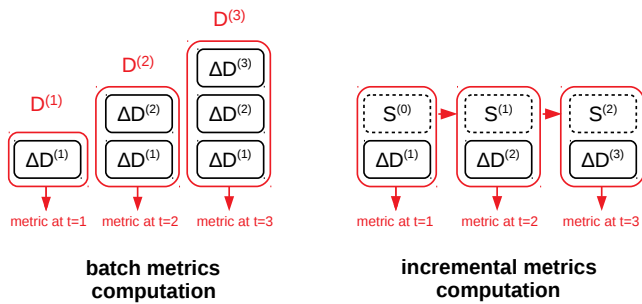 D(3)
D(2)
ΔD(3)
D(1)
ΔD(2)
ΔD(2)
S(0)
S(1)
S(2)
ΔD(1)
ΔD(1)
ΔD(1)
ΔD(1)
ΔD(2)
ΔD(3)
metric at t=1
metric at t=2
metric at t=3
metric at t=1
metric at t=2
metric at t=3
batch metrics
computation
incremental metrics
computation